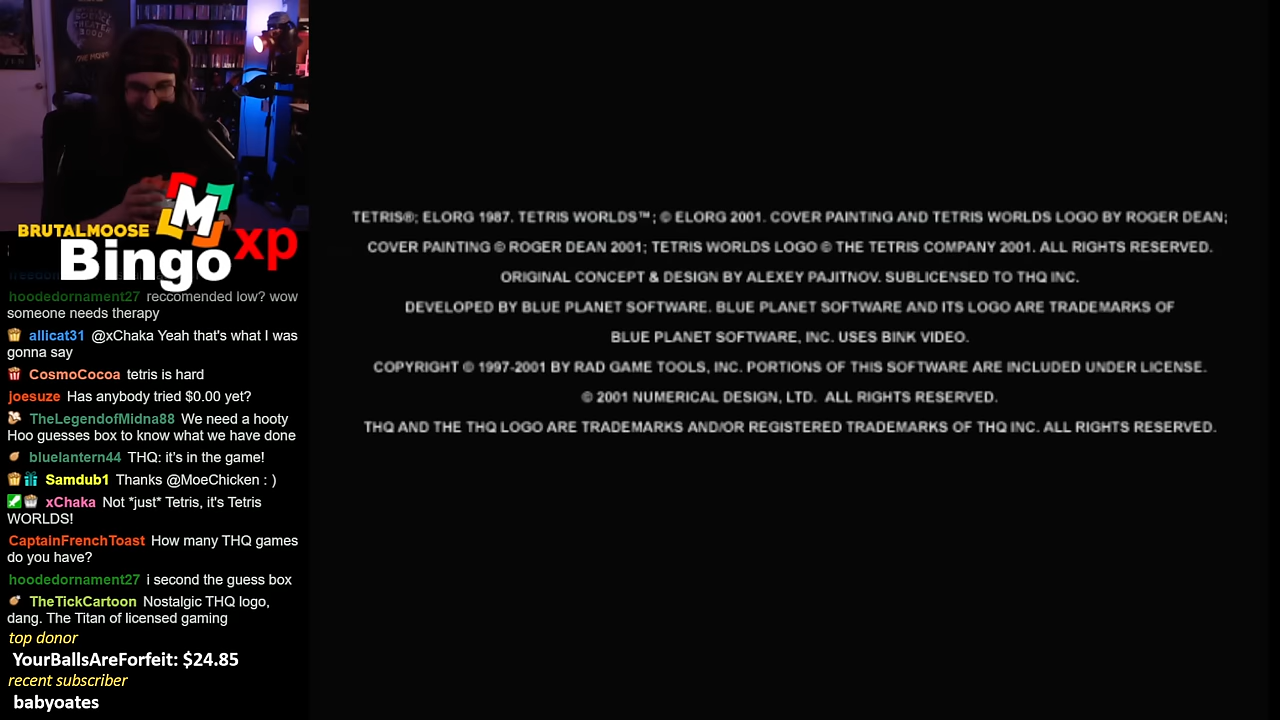 SCIENCE
THEATER
3000
THE MOVIE
BRUTALMOOSE
M
Bingo
xp
hoodedornament27 reccomended low? wow
someone needs therapy
allicat31 @xChaka Yeah that's what I was
gonna say
CosmoCocoa tetris is hard
joesuze Has anybody tried $0.00 yet?
TheLegendofMidna88 We need a hooty
Hoo guesses box to know what we have done
bluelantern44 THQ: it's in the game!
Samdub1 Thanks @MoeChicken : )
xChaka Not *just* Tetris, it's Tetris
WORLDS!
CaptainFrenchToast How many THQ games
do you have?
hoodedornament27 i second the guess box
TheTickCartoon Nostalgic THQ logo,
dang. The Titan of licensed gaming
top donor
YourBallsAreForfeit: $24.85
recent subscriber
babyoates
TETRIS®; ELORG 1987. TETRIS WORLDS™; © ELORG 2001. COVER PAINTING AND TETRIS WORLDS LOGO BY ROGER DEAN;
COVER PAINTING © ROGER DEAN 2001; TETRIS WORLDS LOGO © THE TETRIS COMPANY 2001. ALL RIGHTS RESERVED.
ORIGINAL CONCEPT & DESIGN BY ALEXEY PAJITNOV. SUBLICENSED TO THQ INC.
DEVELOPED BY BLUE PLANET SOFTWARE. BLUE PLANET SOFTWARE AND ITS LOGO ARE TRADEMARKS OF
BLUE PLANET SOFTWARE, INC. USES BINK VIDEO.
COPYRIGHT © 1997-2001 BY RAD GAME TOOLS, INC. PORTIONS OF THIS SOFTWARE ARE INCLUDED UNDER LICENSE.
© 2001 NUMERICAL DESIGN, LTD. ALL RIGHTS RESERVED.
THQ AND THE THQ LOGO ARE TRADEMARKS AND/OR REGISTERED TRADEMARKS OF THQ INC. ALL RIGHTS RESERVED.